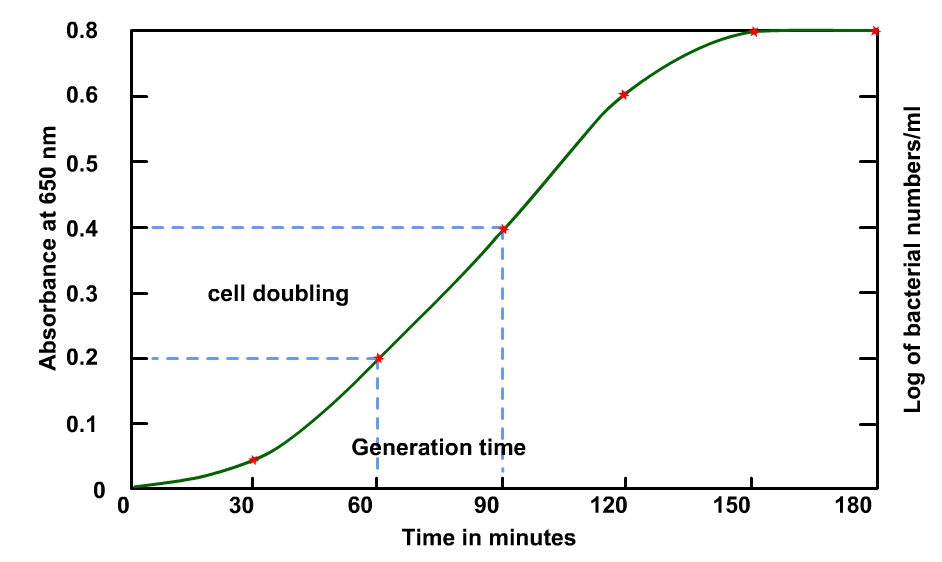 0.8
0.6
0.5
0.4
0.3
0.2
0.1
0
Absorbance at 650 nm
cell doubling
Generation time
Log of bacterial numbers/ml
0 30 60 90 120 150 180
Time in minutes